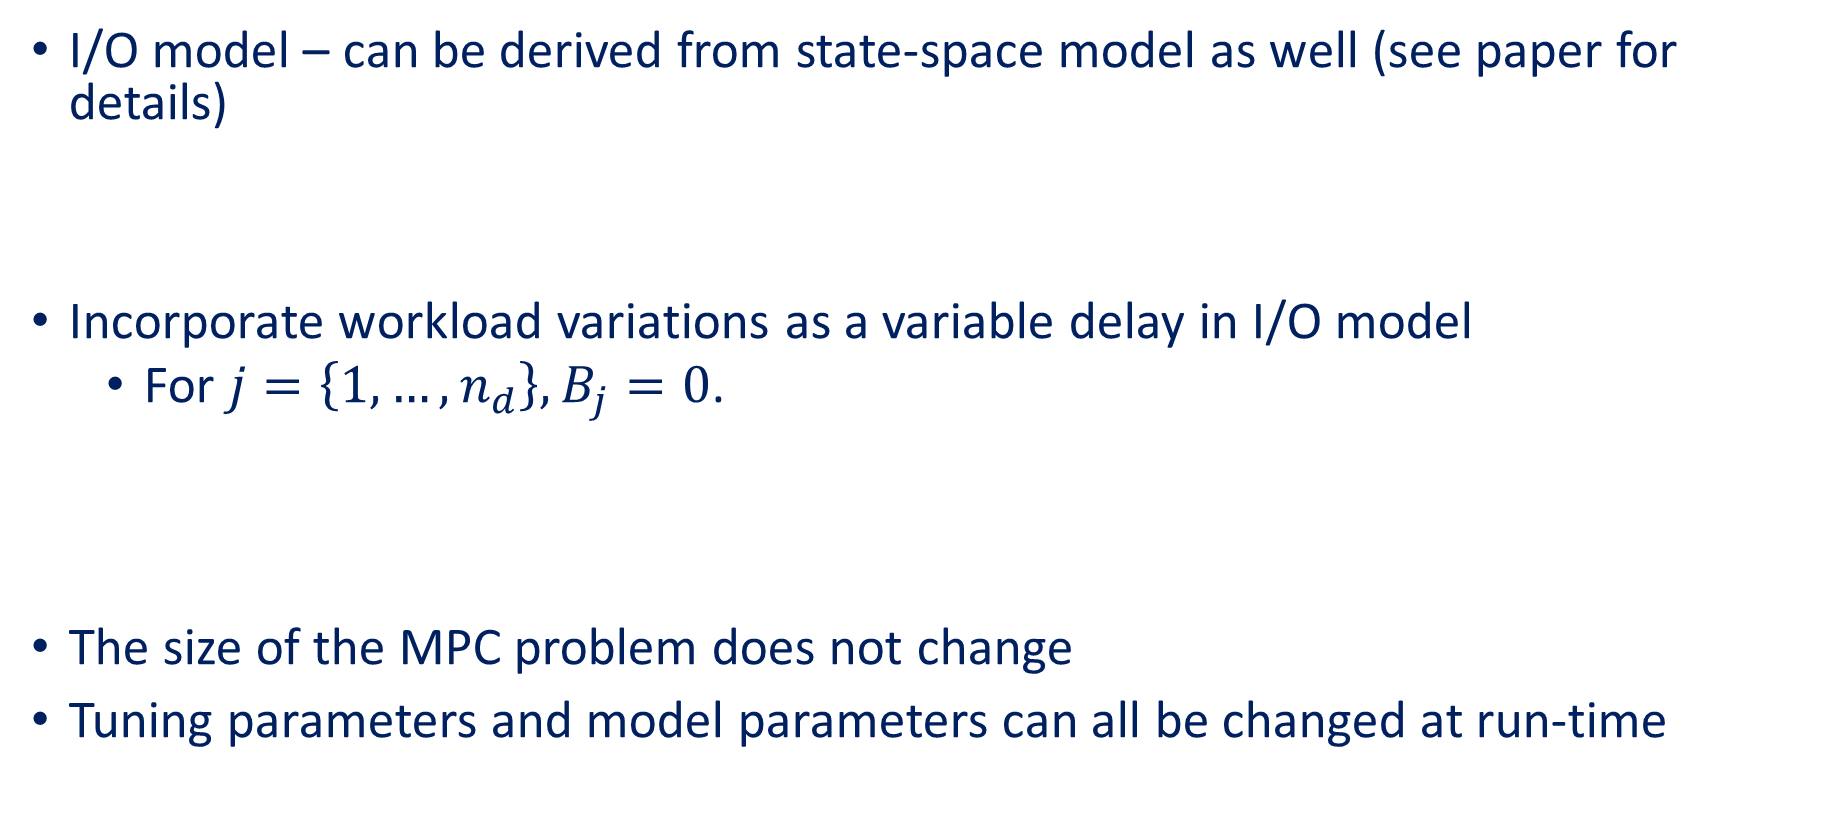 • I/O model – can be derived from state-space model as well (see paper for
details)
• Incorporate workload variations as a variable delay in I/O model
• For j = {1, … , n_d}, B_j = 0.
• The size of the MPC problem does not change
• Tuning parameters and model parameters can all be changed at run-time